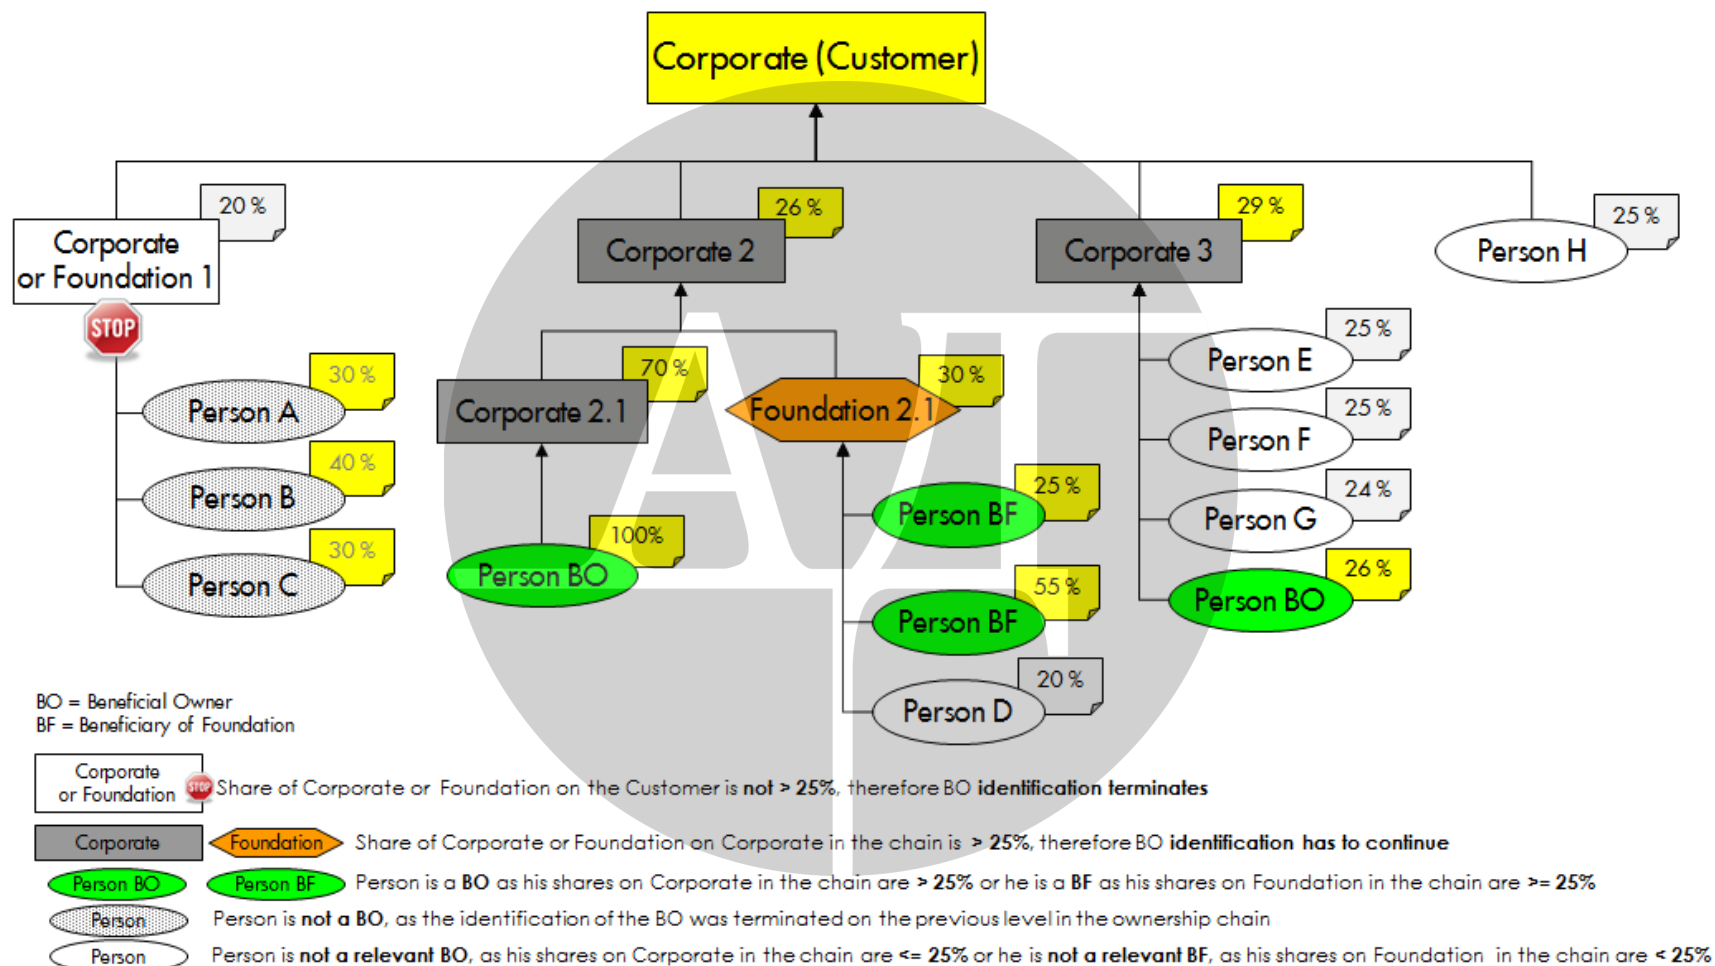 Corporate (Customer)
20 %
26 %
29 %
25 %
Corporate
or Foundation 1
Corporate 2
Corporate 3
Person H
STOP
30 %
Person A
40 %
Person B
30 %
Person C
70 %
Corporate 2.1
30 %
Foundation 2.1
100%
Person BO
25 %
Person BF
55 %
Person BF
20 %
Person D
25 %
Person E
25 %
Person F
24 %
Person G
26 %
Person BO
BO = Beneficial Owner
BF = Beneficiary of Foundation
Corporate
or Foundation
STOP
Share of Corporate or Foundation on the Customer is not > 25%, therefore BO identification terminates
Corporate
Foundation
Share of Corporate or Foundation on Corporate in the chain is > 25%, therefore BO identification has to continue
Person BO
Person BF
Person is a BO as his shares on Corporate in the chain are > 25% or he is a BF as his shares on Foundation in the chain are >= 25%
Person
Person is not a BO, as the identification of the BO was terminated on the previous level in the ownership chain
Person
Person is not a relevant BO, as his shares on Corporate in the chain are <= 25% or he is not a relevant BF, as his shares on Foundation in the chain are < 25%